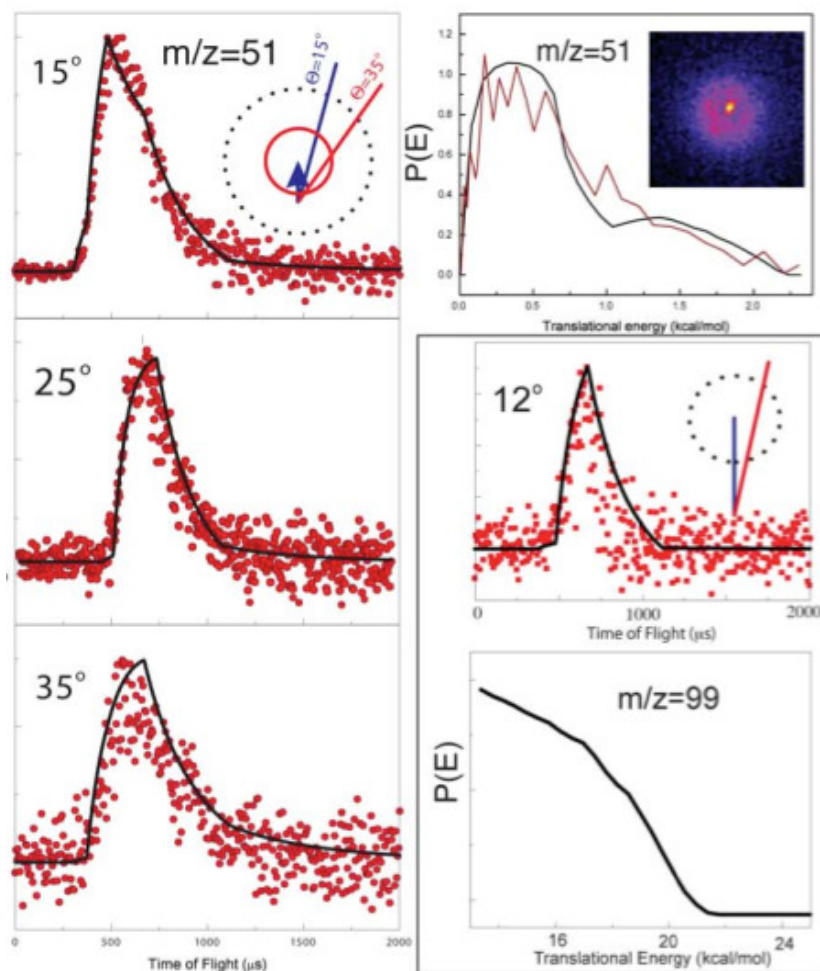 15°
m/z=51
Θ=15°
Θ=35°
25°
35°
0 500 1000 1500 2000
Time of Flight (μs)
P(E)
1.2
1.0
0.8
0.6
0.4
0.2
0.0
m/z=51
0.0 0.5 1.0 1.5 2.0
Translational energy (kcal/mol)
12°
0 1000 2000
Time of Flight (μs)
P(E)
m/z=99
16 20 24
Translational Energy (kcal/mol)